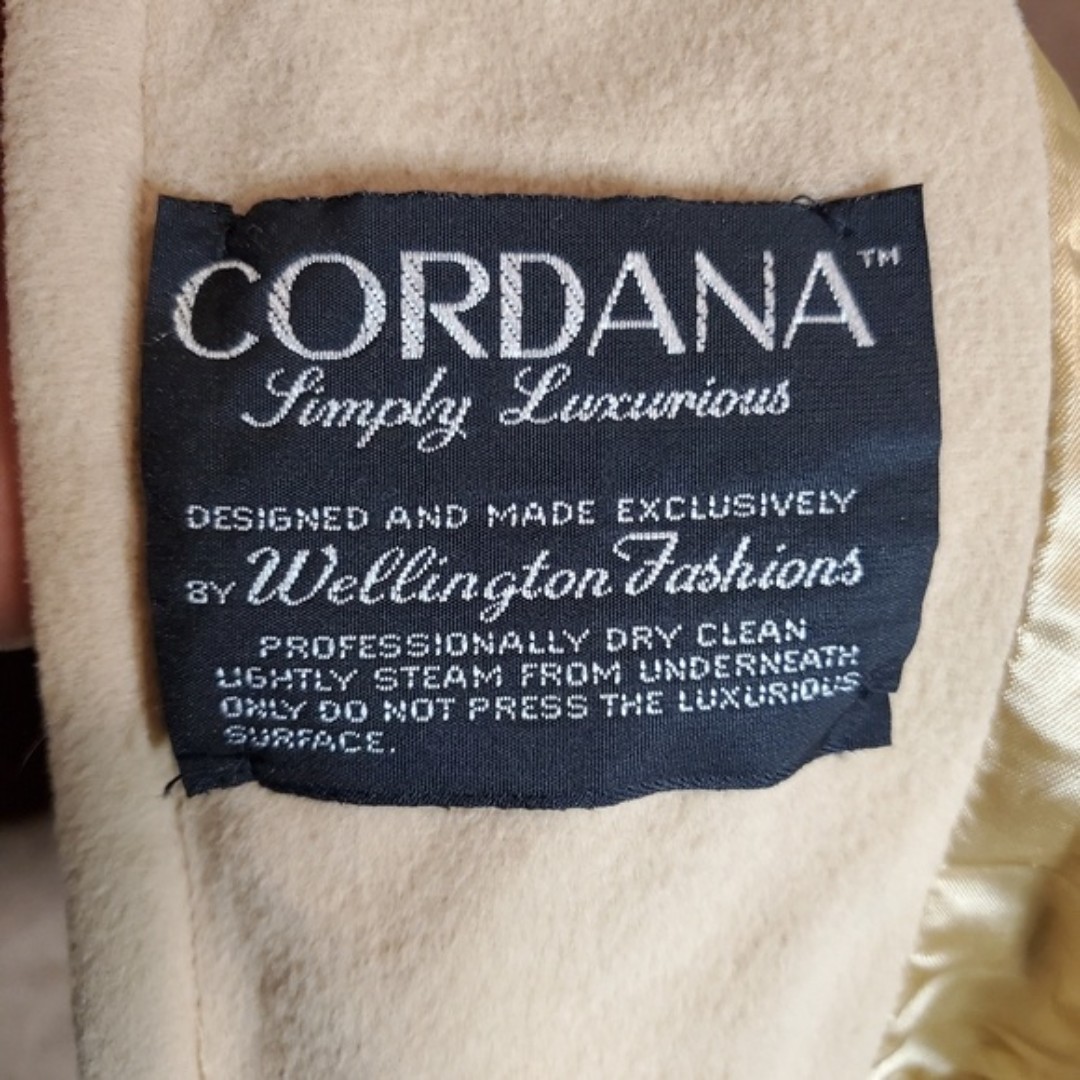 CORDANA™
Simply Luxurious
DESIGNED AND MADE EXCLUSIVELY
BY Wellington Fashions
PROFESSIONALLY DRY CLEAN
LIGHTLY STEAM FROM UNDERNEATH
ONLY DO NOT PRESS THE LUXURIOUS
SURFACE.